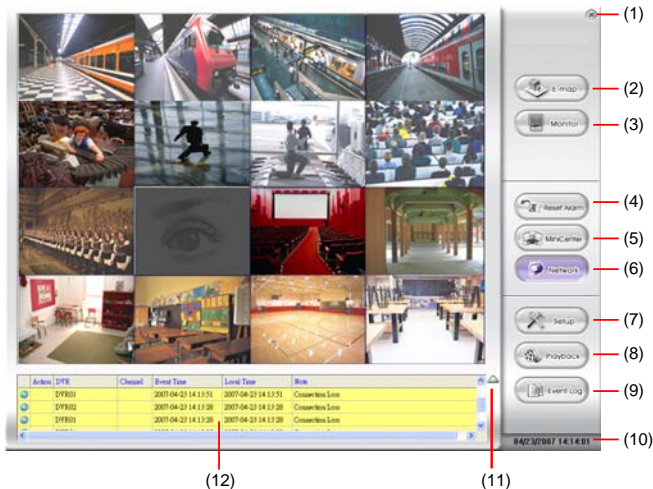 (1)
E-map (2)
Monitor (3)
/ Reset Alarm (4)
MiniCenter (5)
Network (6)
Setup (7)
Playback (8)
Event Log (9)
Action DVR Channel Event Time Local Time Note
DVR01 2007-04-23 14:13:51 2007-04-23 14:13:51 Connection Loss
DVR02 2007-04-23 14:13:28 2007-04-23 14:13:28 Connection Loss
DVR01 2007-04-23 14:13:28 2007-04-23 14:13:28 Connection Loss
04/23/2007 14:14:01 (10)
(12) (11)